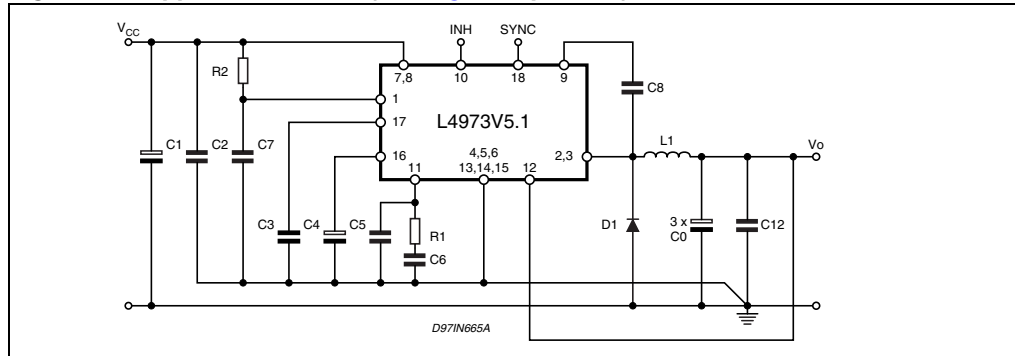 V_CC
INH
SYNC
R2
7,8
10
18
9
C8
1
17
L4973V5.1
L1
Vo
C1
C2
C7
16
4,5,6
13,14,15
2,3
11
12
C3
C4
C5
R1
C6
D1
3 x
C0
C12
D97IN665A